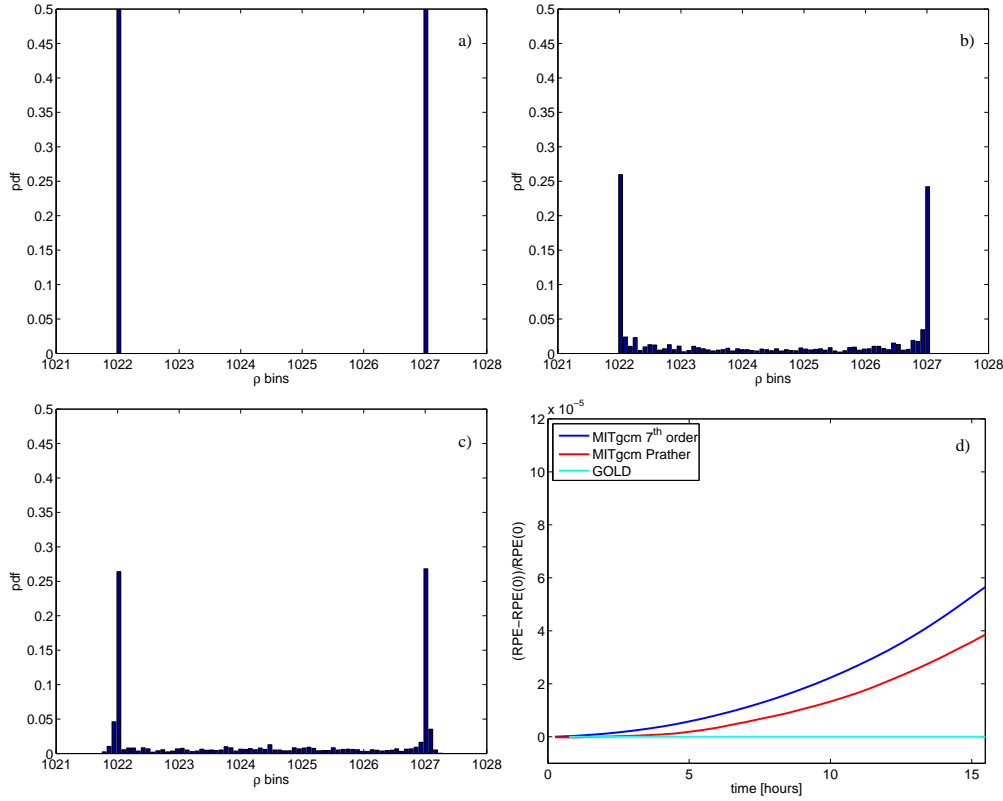 0.5
0.45
0.4
0.35
0.3
0.25
0.2
0.15
0.1
0.05
0
pdf
a)
1021 1022 1023 1024 1025 1026 1027 1028
ρ bins
0.5
0.45
0.4
0.35
0.3
0.25
0.2
0.15
0.1
0.05
0
pdf
b)
1021 1022 1023 1024 1025 1026 1027 1028
ρ bins
0.5
0.45
0.4
0.35
0.3
0.25
0.2
0.15
0.1
0.05
0
pdf
c)
1021 1022 1023 1024 1025 1026 1027 1028
ρ bins
x 10⁻⁵
12
10
8
6
4
2
0
(RPE−RPE(0))/RPE(0)
MITgcm 7ᵗʰ order
MITgcm Prather
GOLD
d)
0 5 10 15
time [hours]